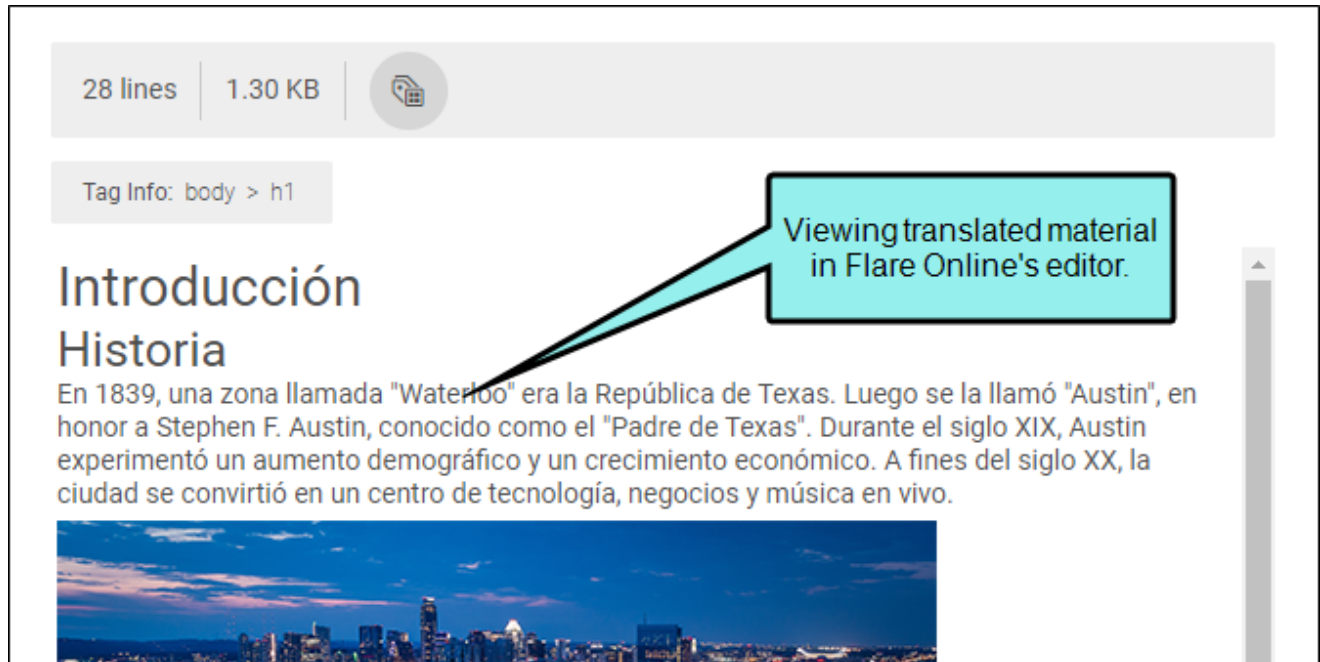 28 lines 1.30 KB
Tag Info: body > h1
Viewing translated material
in Flare Online's editor.
Introducción
Historia
En 1839, una zona llamada "Waterloo" era la República de Texas. Luego se la llamó "Austin", en
honor a Stephen F. Austin, conocido como el "Padre de Texas". Durante el siglo XIX, Austin
experimentó un aumento demográfico y un crecimiento económico. A fines del siglo XX, la
ciudad se convirtió en un centro de tecnología, negocios y música en vivo.